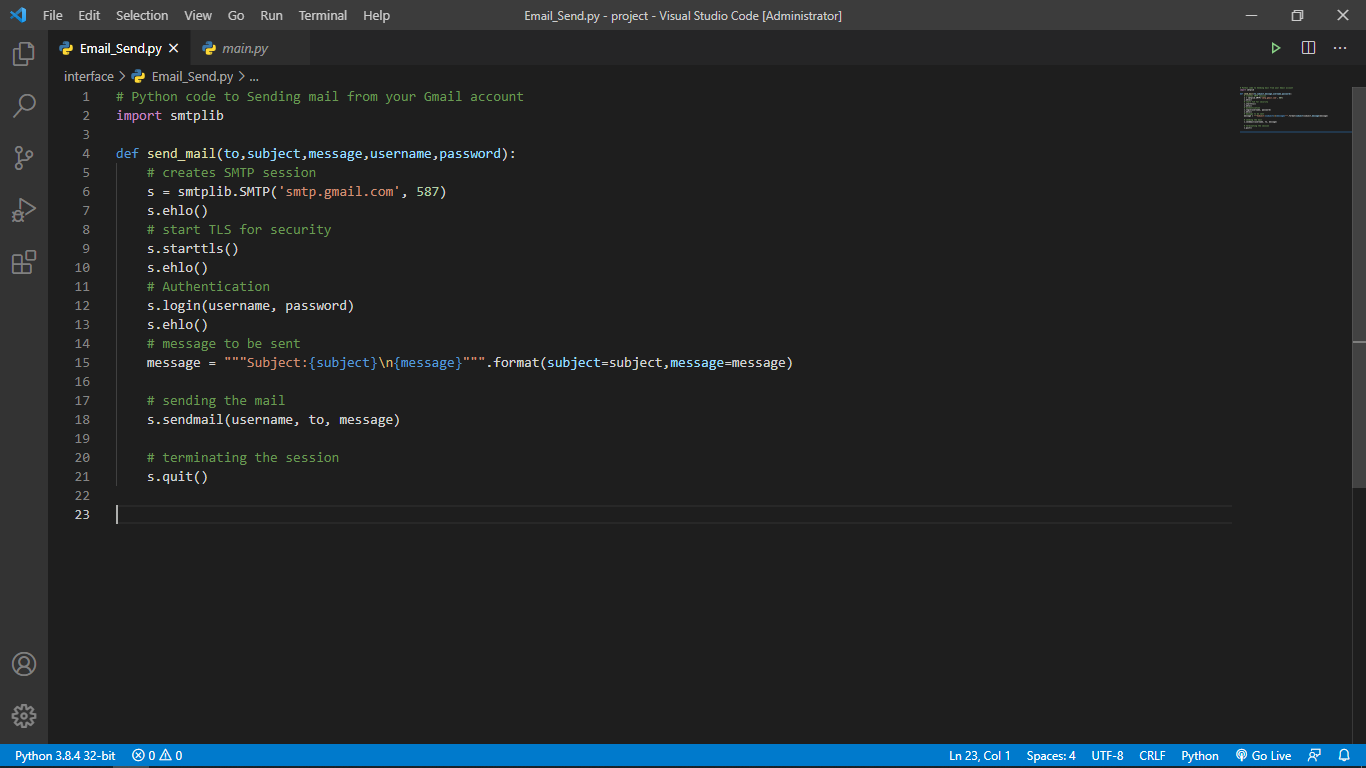 File Edit Selection View Go Run Terminal Help Email_Send.py - project - Visual Studio Code [Administrator]
Email_Send.py main.py
interface > Email_Send.py > ...
1 # Python code to Sending mail from your Gmail account
2 import smtplib
3
4 def send_mail(to,subject,message,username,password):
5     # creates SMTP session
6     s = smtplib.SMTP('smtp.gmail.com', 587)
7     s.ehlo()
8     # start TLS for security
9     s.starttls()
10     s.ehlo()
11     # Authentication
12     s.login(username, password)
13     s.ehlo()
14     # message to be sent
15     message = """Subject:{subject}\n{message}""".format(subject=subject,message=message)
16
17     # sending the mail
18     s.sendmail(username, to, message)
19
20     # terminating the session
21     s.quit()
22
23
Python 3.8.4 32-bit 0 0 Ln 23, Col 1 Spaces: 4 UTF-8 CRLF Python Go Live